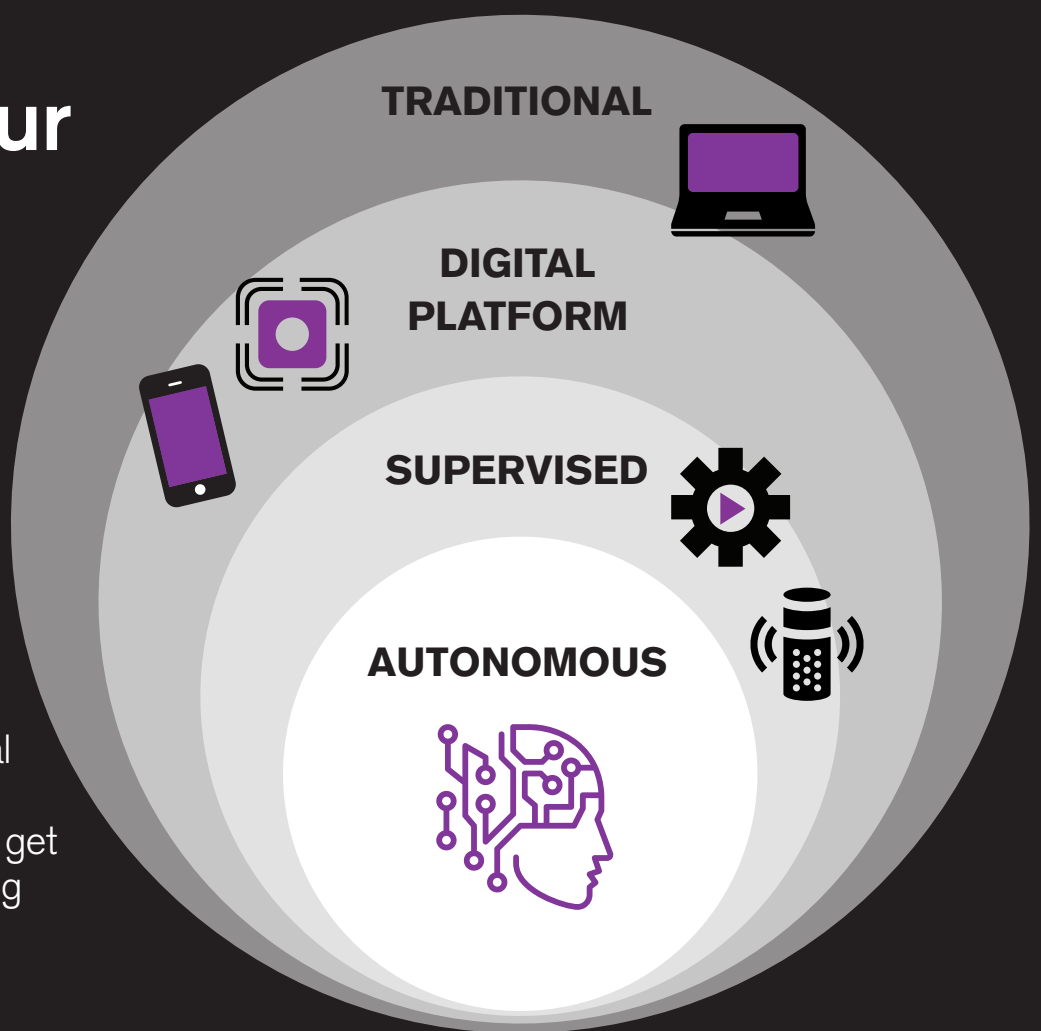 ur
TRADITIONAL
DIGITAL
PLATFORM
SUPERVISED
AUTONOMOUS
al
get
g